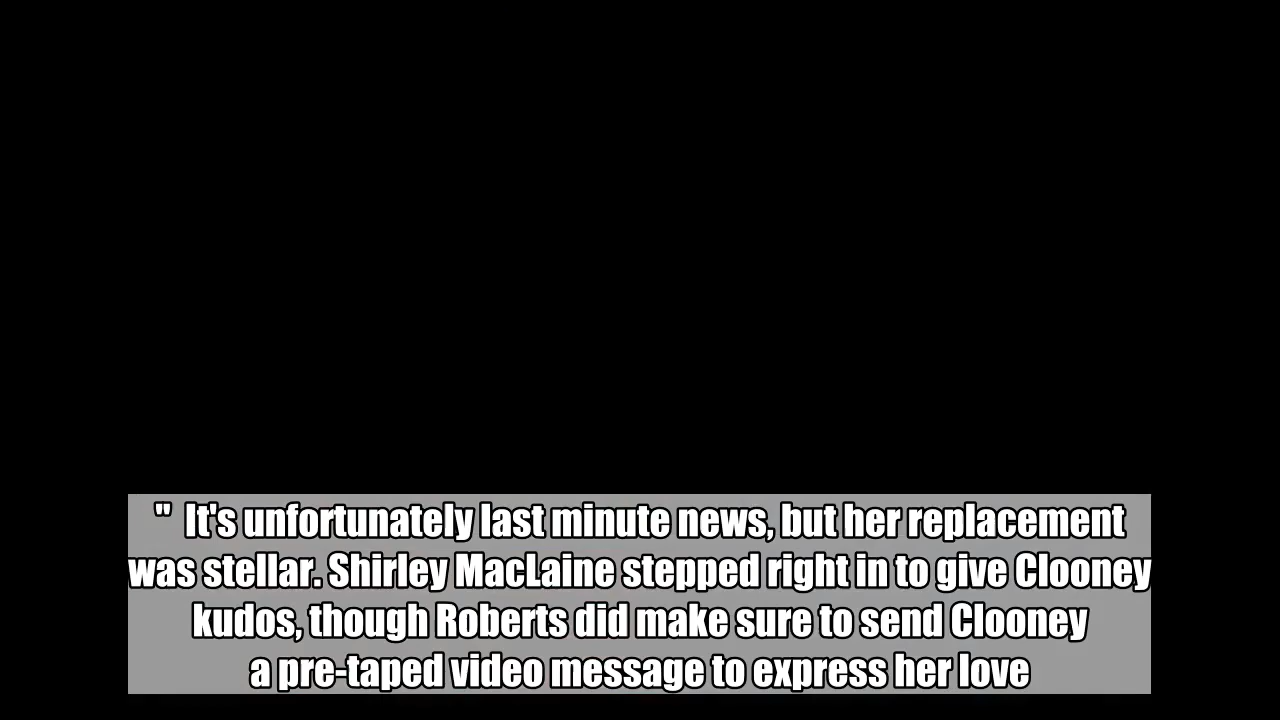 " It's unfortunately last minute news, but her replacement
was stellar. Shirley MacLaine stepped right in to give Clooney
kudos, though Roberts did make sure to send Clooney
a pre-taped video message to express her love